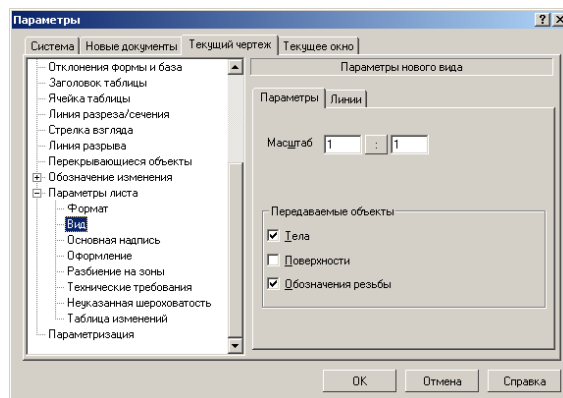 Параметры
Система Новые документы Текущий чертеж Текущее окно
Отклонения формы и база
Заголовок таблицы
Ячейка таблицы
Линия разреза/сечения
Стрелка взгляда
Линия разрыва
Перекрывающиеся объекты
Обозначение изменения
Параметры листа
Формат
Вид
Основная надпись
Оформление
Разбиение на зоны
Технические требования
Неуказанная шероховатость
Таблица изменений
Параметризация
Параметры нового вида
Параметры Линии
Масштаб 1 : 1
Передаваемые объекты
Тела
Поверхности
Обозначения резьбы
OK Отмена Справка